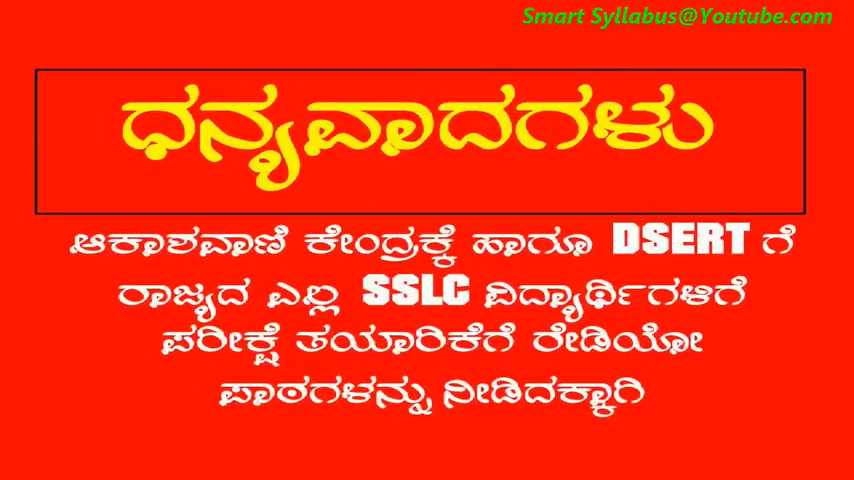 Smart Syllabus@Youtube.com
ಧನ್ಯವಾದಗಳು
ಆಕಾಶವಾಣಿ ಕೇಂದ್ರಕ್ಕೆ ಹಾಗೂ DSERT ಗೆ
ರಾಜ್ಯದ ಎಲ್ಲ SSLC ವಿದ್ಯಾರ್ಥಿಗಳಿಗೆ
ಪರೀಕ್ಷೆ ತಯಾರಿಕೆಗೆ ರೇಡಿಯೋ
ಪಾಠಗಳನ್ನು ನೀಡಿದಕ್ಕಾಗಿ